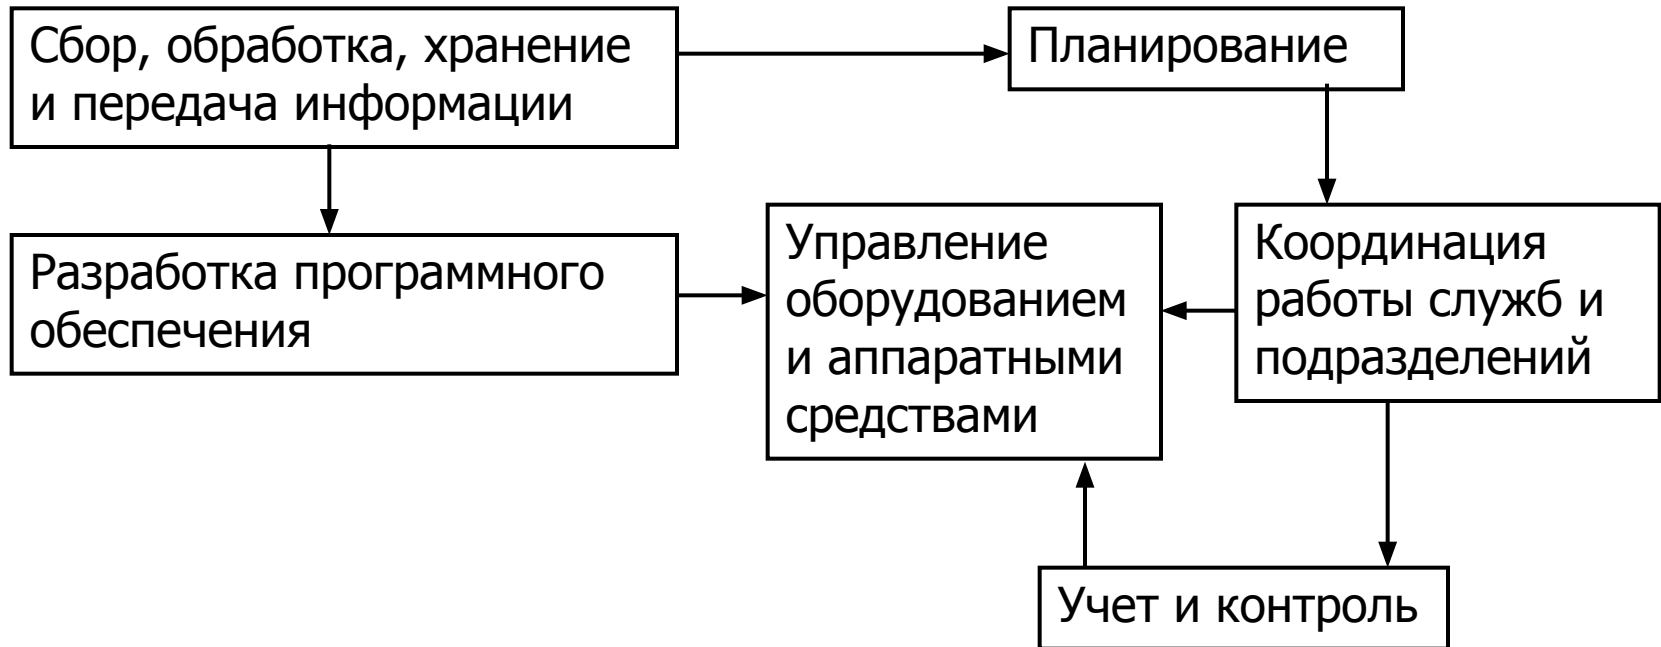 Сбор, обработка, хранение
и передача информации
Планирование
Разработка программного
обеспечения
Управление
оборудованием
и аппаратными
средствами
Координация
работы служб и
подразделений
Учет и контроль